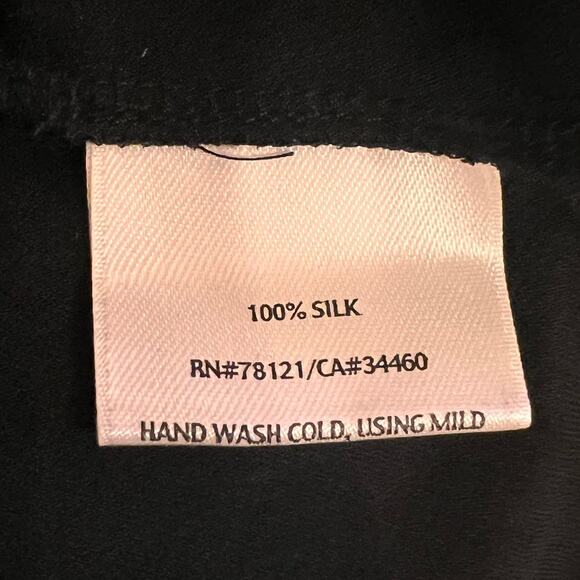 100% SILK
RN#78121/CA#34460
HAND WASH COLD, USING MILD